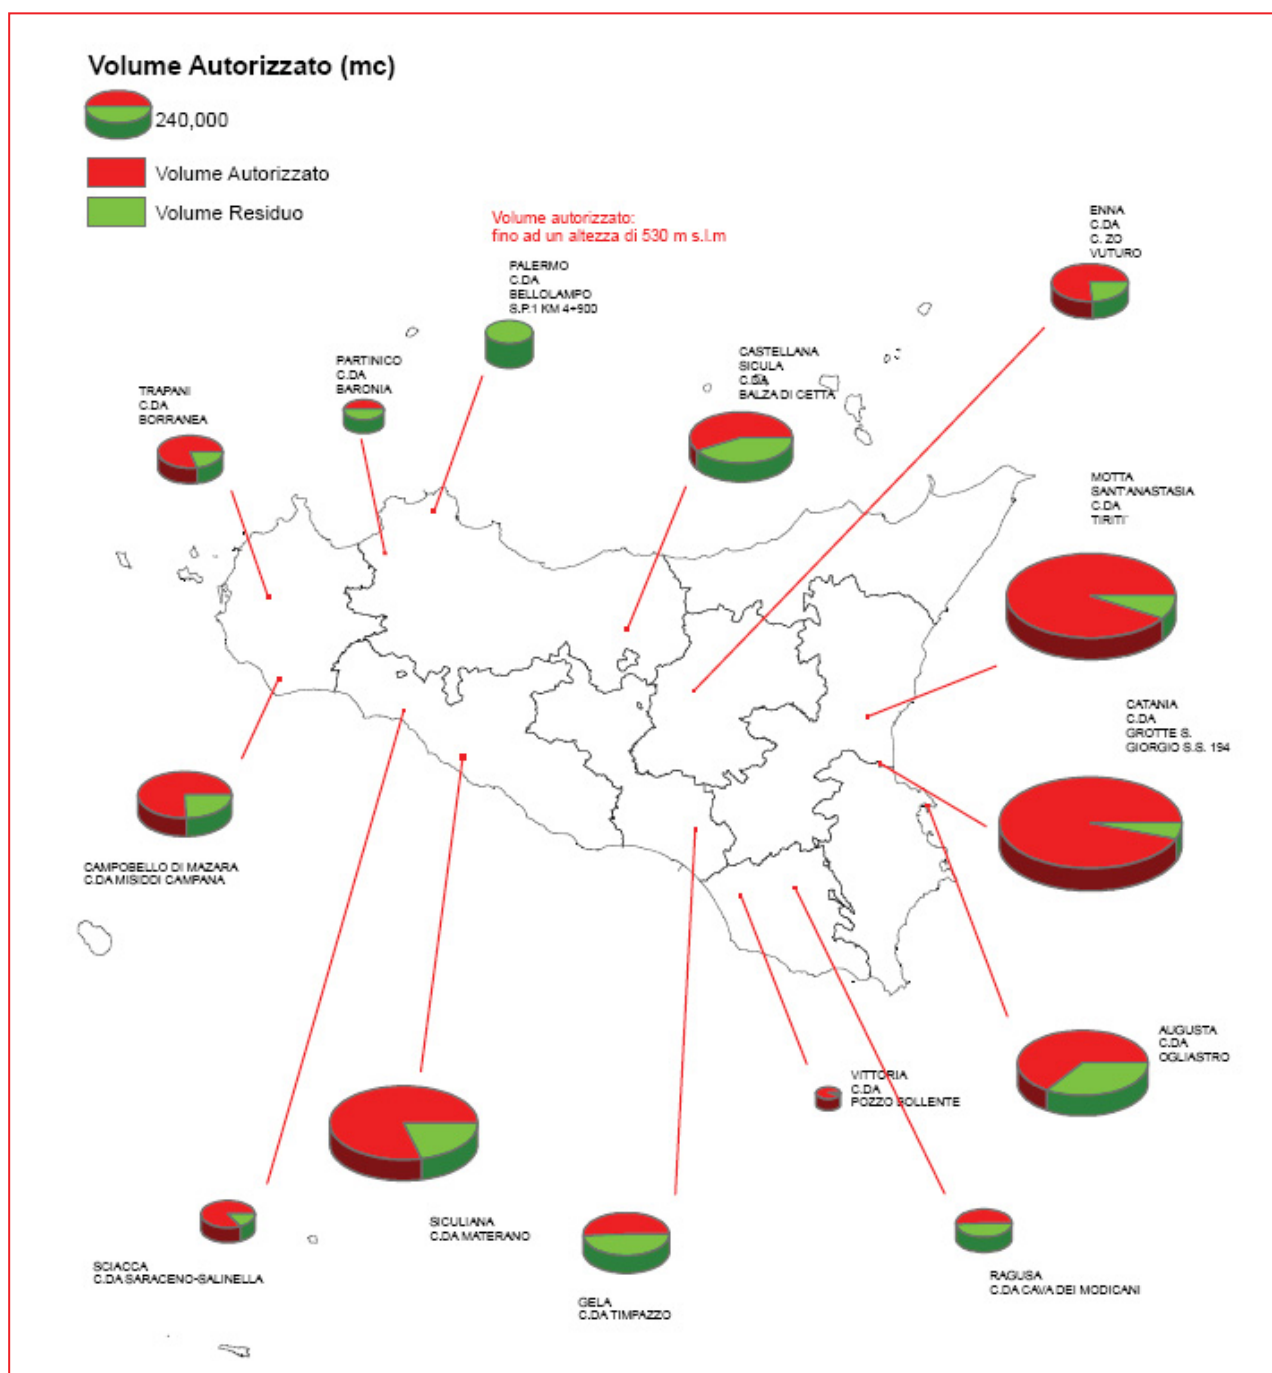 Volume Autorizzato (mc)
240,000
Volume Autorizzato
Volume Residuo
Volume autorizzato:
fino ad un altezza di 530 m s.l.m
PALERMO
C.DA
BELLOLAMPO
S.P.1 KM 4+900
ENNA
C.DA
C. ZO
VUTURO
PARTINICO
C.DA
BARONIA
CASTELLANA
SICULA
C.DA
BALZA DI CETTA
TRAPANI
C.DA
BORRANEA
MOTTA
SANT'ANASTASIA
C.DA
TIRITI'
CATANIA
C.DA
GROTTE S.
GIORGIO S.S. 194
CAMPOBELLO DI MAZARA
C.DA MISIDDI CAMPANA
AUGUSTA
C.DA
OGLIASTRO
VITTORIA
C.DA
POZZO BOLLENTE
SICULIANA
C.DA MATERANO
SCIACCA
C.DA SARACENO-SALINELLA
GELA
C.DA TIMPAZZO
RAGUSA
C.DA CAVA DEI MODICANI